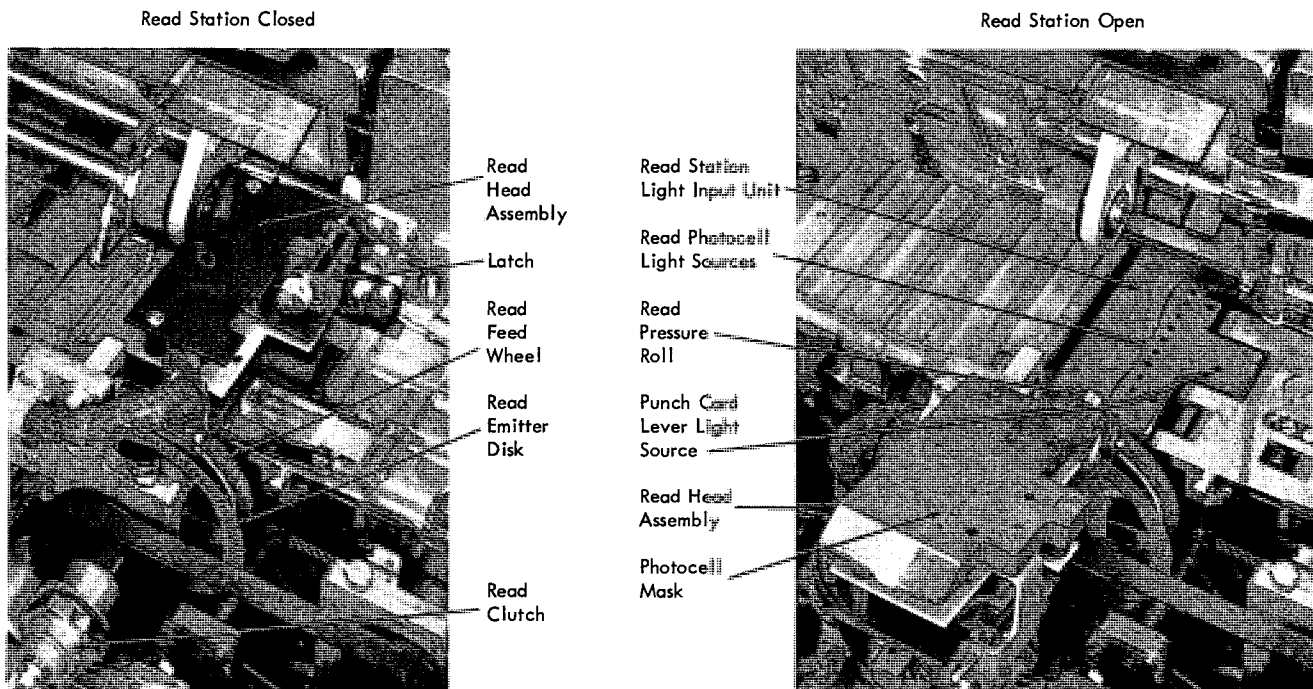 Read Station Closed
Read
Head
Assembly
Latch
Read
Feed
Wheel
Read
Emitter
Disk
Read
Clutch
Read Station Open
Read Station
Light Input Unit
Read Photocell
Light Sources
Read
Pressure
Roll
Punch Card
Lever Light
Source
Read Head
Assembly
Photocell
Mask